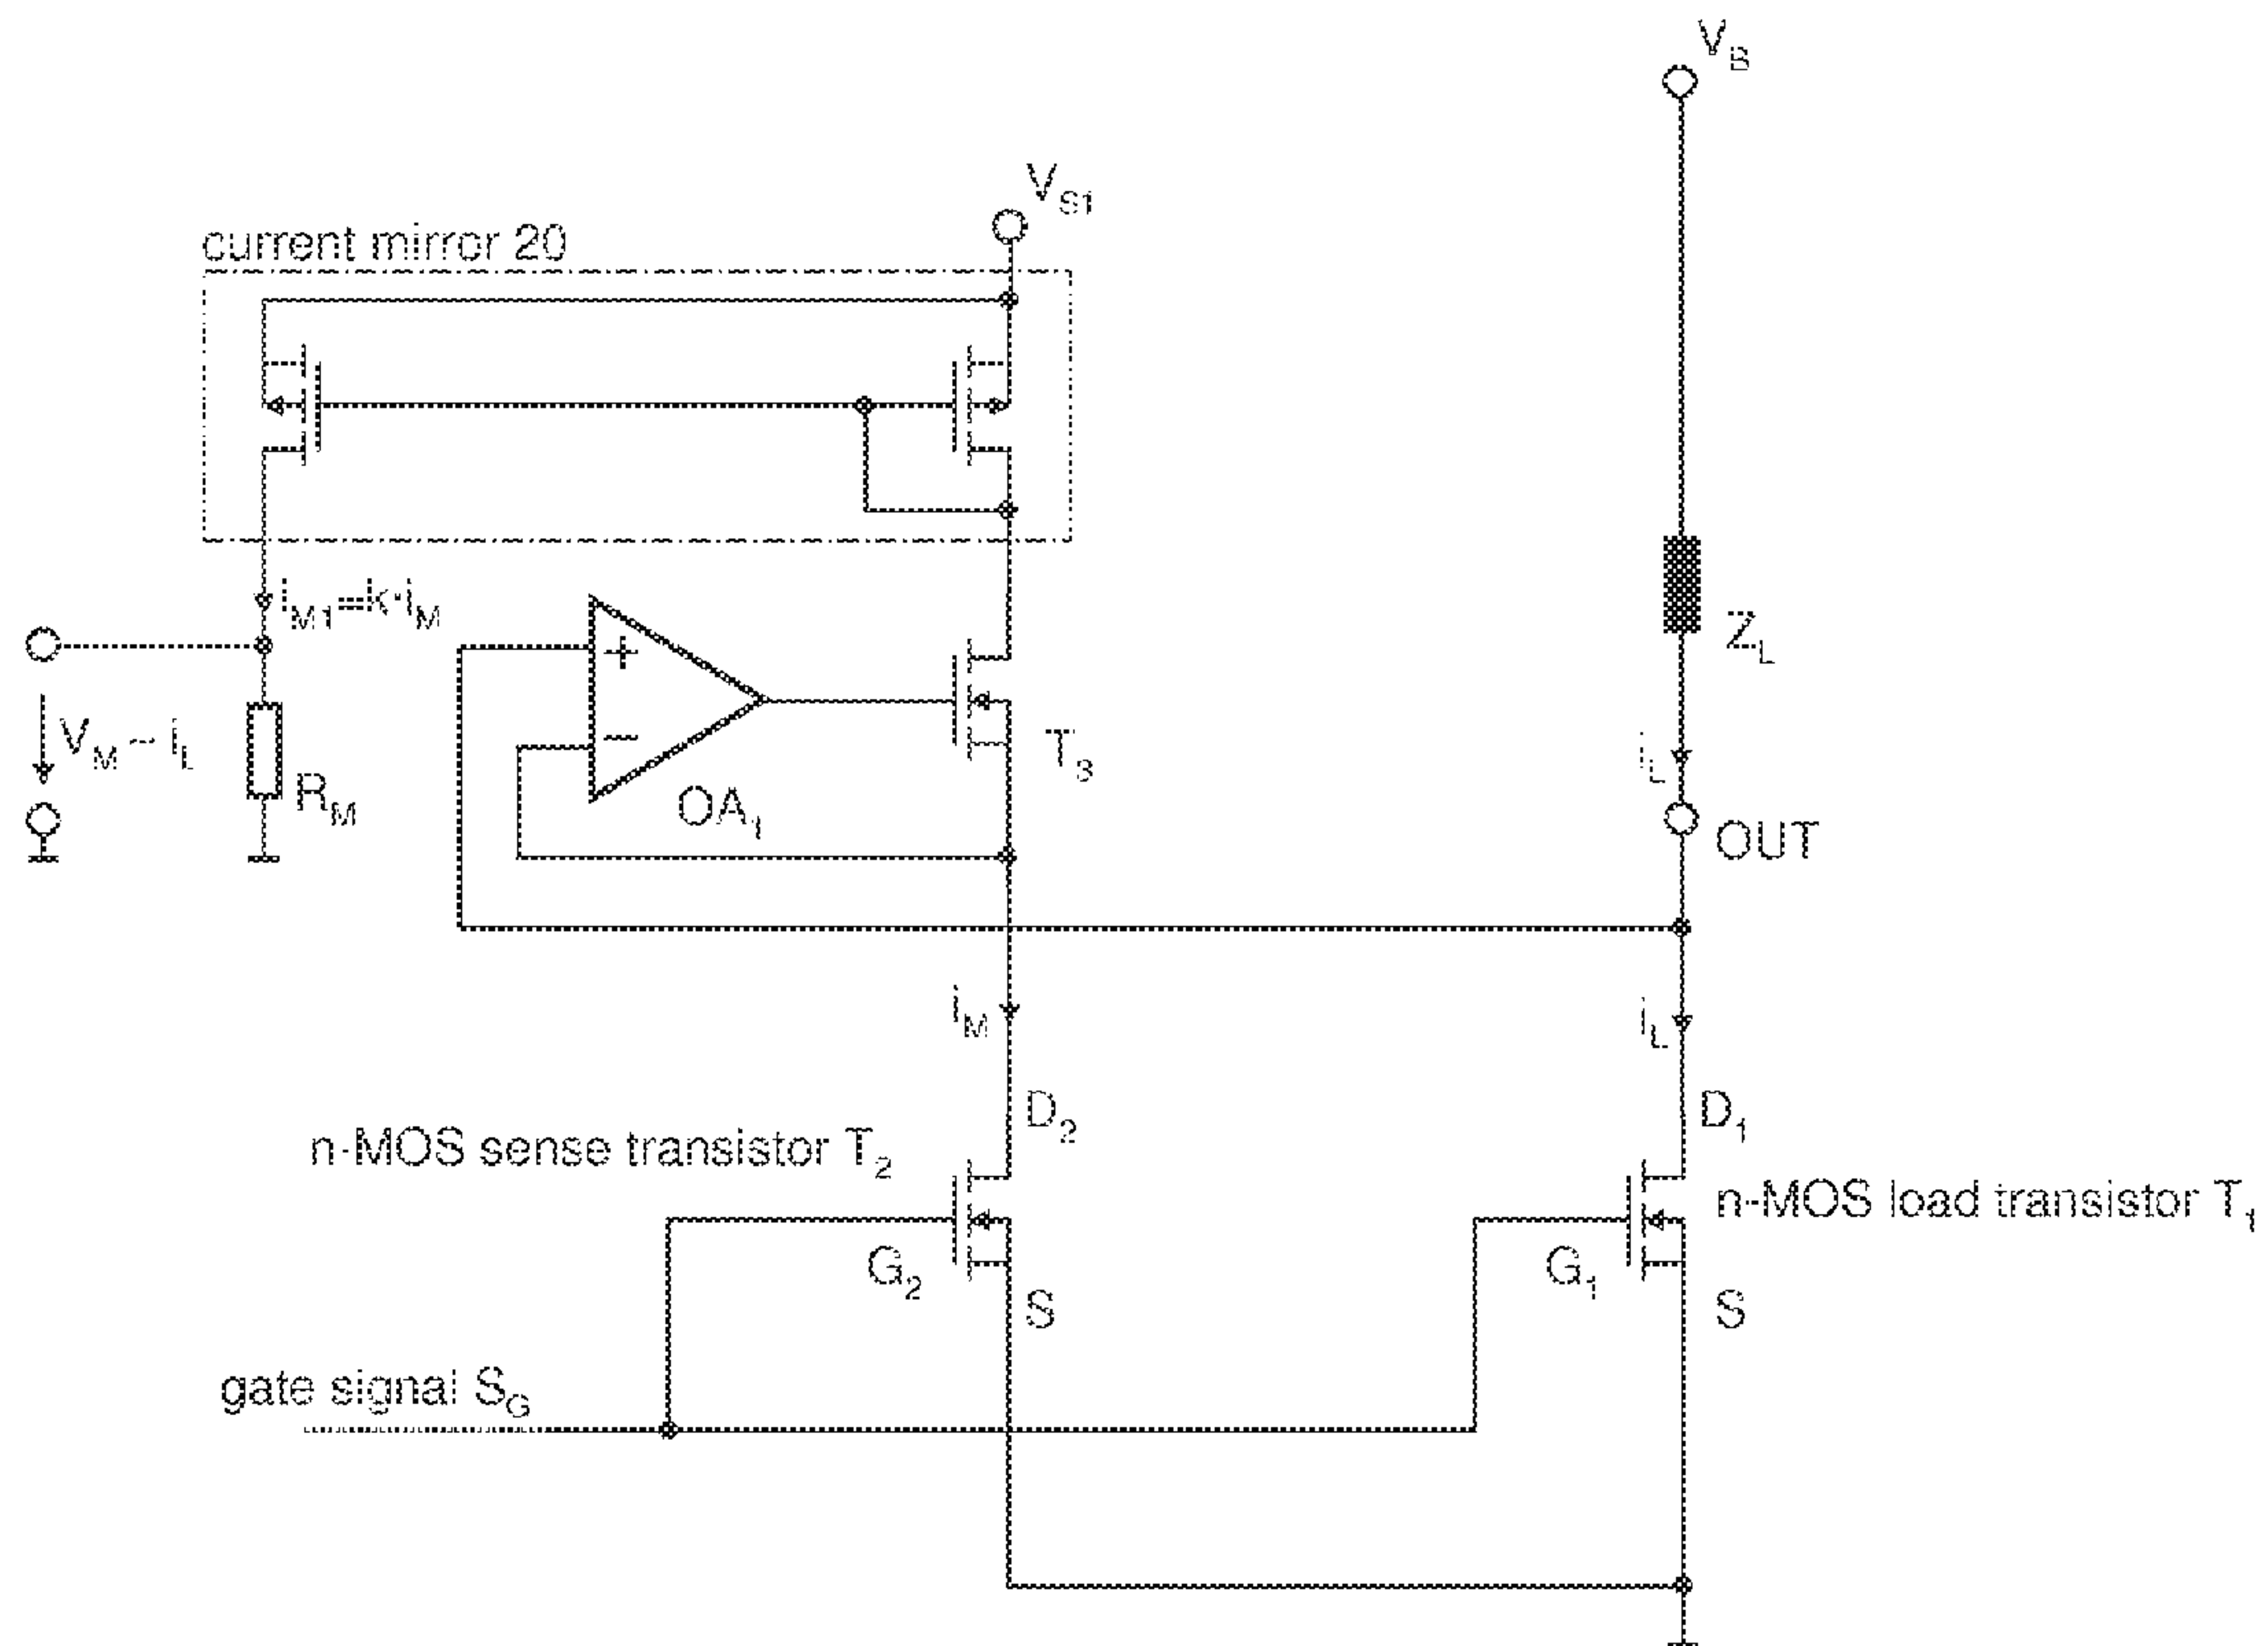 V_B
V_S1
current mirror 20
i_M1=k·i_M
+
Z_L
V_M ~ i_L
−
T_3
i_L
R_M
OA_1
OUT
i_M
i_L
D_2
D_1
n-MOS sense transistor T_2
n-MOS load transistor T_1
G_2
G_1
S
S
gate signal S_G